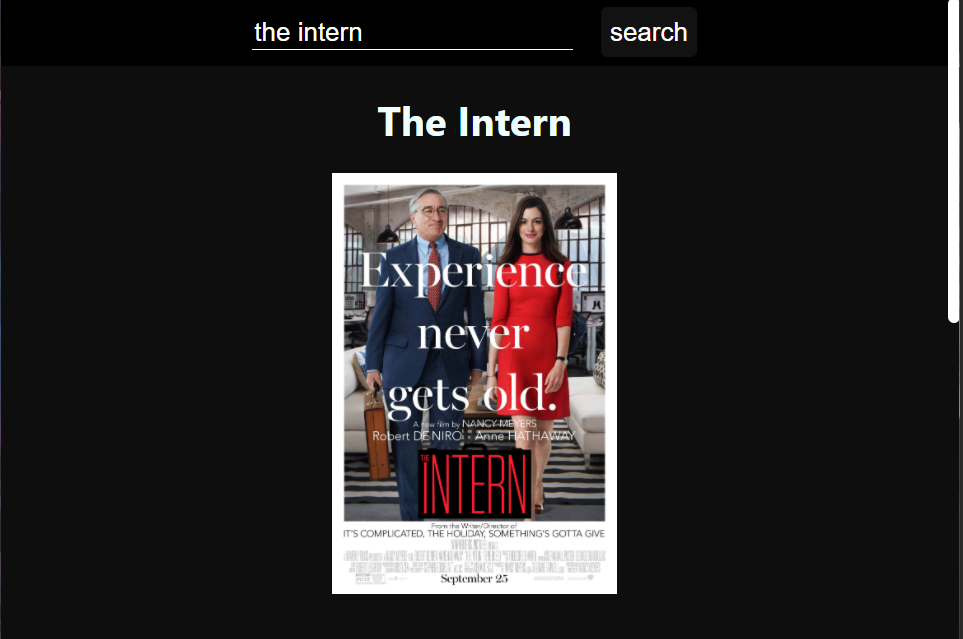 the intern
search
The Intern
Experience
never
gets old.
A new film by NANCY MEYERS
Robert DE NIRO Anne HATHAWAY
THE
INTERN
From the Writer/Director of
IT'S COMPLICATED, THE HOLIDAY, SOMETHING'S GOTTA GIVE
September 25